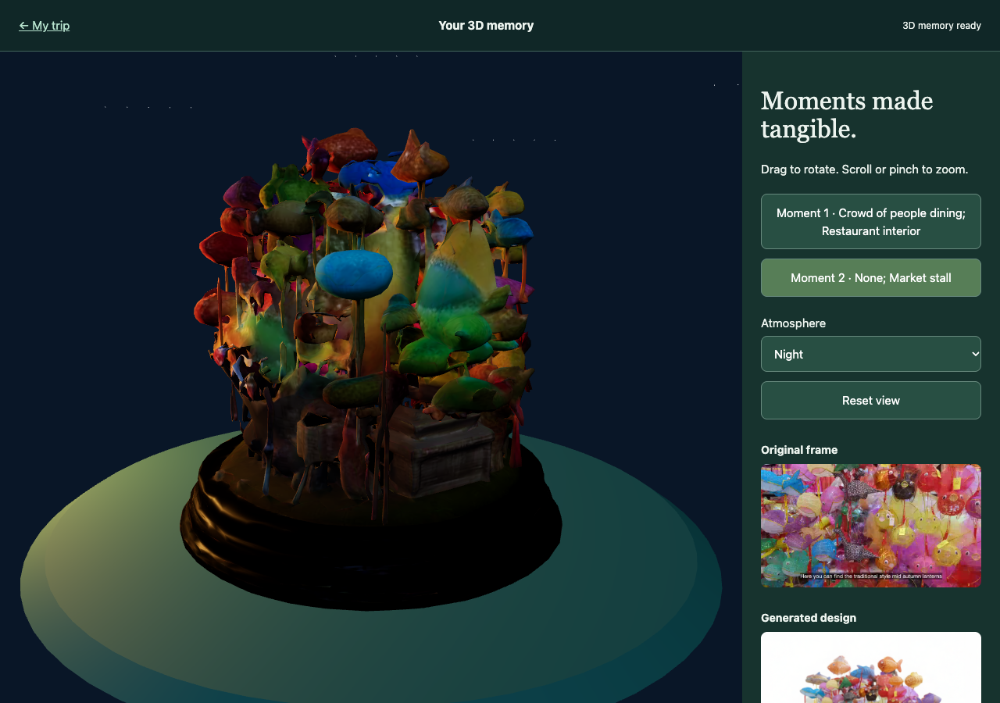 ← My trip
Your 3D memory
3D memory ready
Moments made
tangible.
Drag to rotate. Scroll or pinch to zoom.
Moment 1 · Crowd of people dining;
Restaurant interior
Moment 2 · None; Market stall
Atmosphere
Night
Reset view
Original frame
Here you can find the traditional style mid autumn lanterns
Generated design